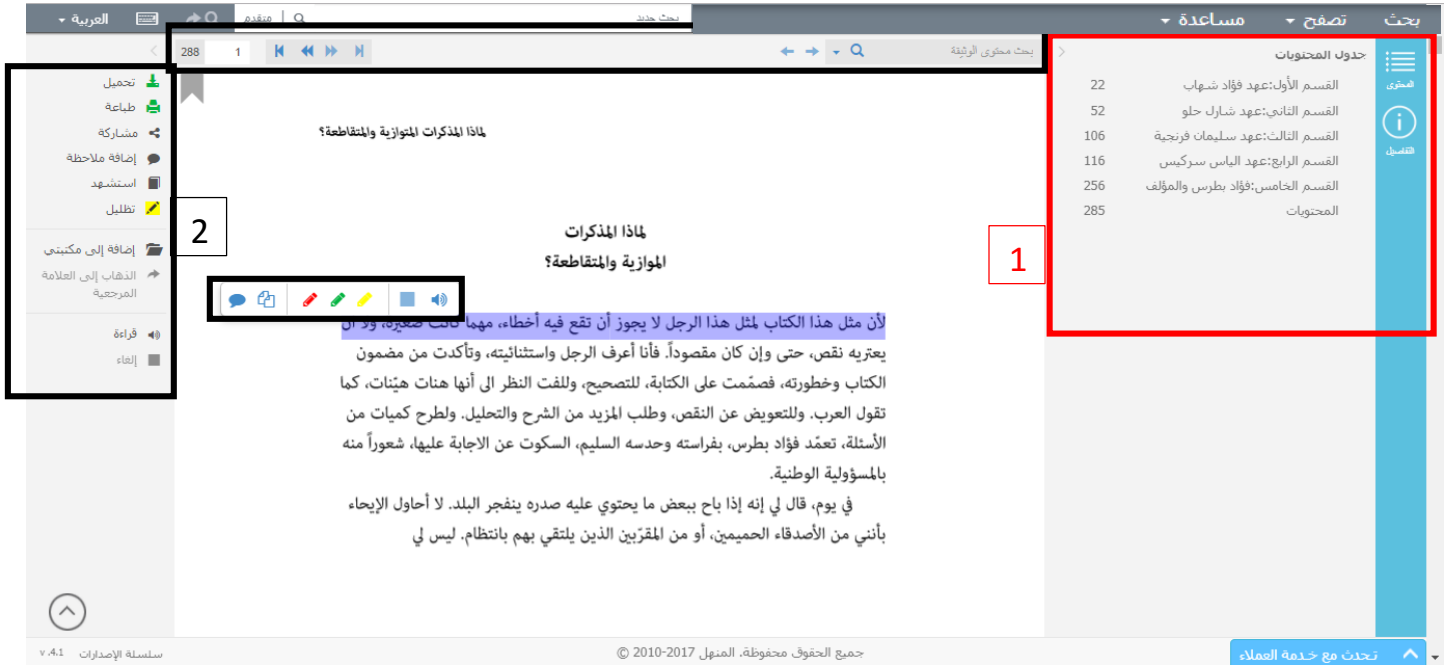 بحث تصفح مساعدة بحث جديد متقدم العربية
المحتوى
التفاصيل
جدول المحتويات
القسم الأول:عهد فؤاد شهاب 22
القسم الثاني:عهد شارل حلو 52
القسم الثالث:عهد سليمان فرنجية 106
القسم الرابع:عهد الياس سركيس 116
القسم الخامس:فؤاد بطرس والمؤلف 256
المحتويات 285
1
بحث محتوى الوثيقة 1 288
لماذا المذكرات المتوازية والمتقاطعة؟
لماذا المذكرات
الموازية والمتقاطعة؟
لأن مثل هذا الكتاب لمثل هذا الرجل لا يجوز أن تقع فيه أخطاء، مهما كانت صغيرة، ولا أن
يعتريه نقص، حتى وإن كان مقصوداً. فأنا أعرف الرجل واستثنائيته، وتأكدت من مضمون
الكتاب وخطورته، فصمّمت على الكتابة، للتصحيح، وللفت النظر الى أنها هنات هيّنات، كما
تقول العرب. وللتعويض عن النقص، وطلب المزيد من الشرح والتحليل. ولطرح كميات من
الأسئلة، تعمّد فؤاد بطرس، بفراسته وحدسه السليم، السكوت عن الاجابة عليها، شعوراً منه
بالمسؤولية الوطنية.
في يوم، قال لي إنه إذا باح ببعض ما يحتوي عليه صدره ينفجر البلد. لا أحاول الإيحاء
بأنني من الأصدقاء الحميمين، أو من المقرّبين الذين يلتقي بهم بانتظام. ليس لي
2
تحميل
طباعة
مشاركة
إضافة ملاحظة
استشهد
تظليل
إضافة إلى مكتبتي
الذهاب إلى العلامة
المرجعية
قراءة
إلغاء
تحدث مع خدمة العملاء
جميع الحقوق محفوظة. المنهل 2017-2010 ©
سلسلة الإصدارات v .4.1